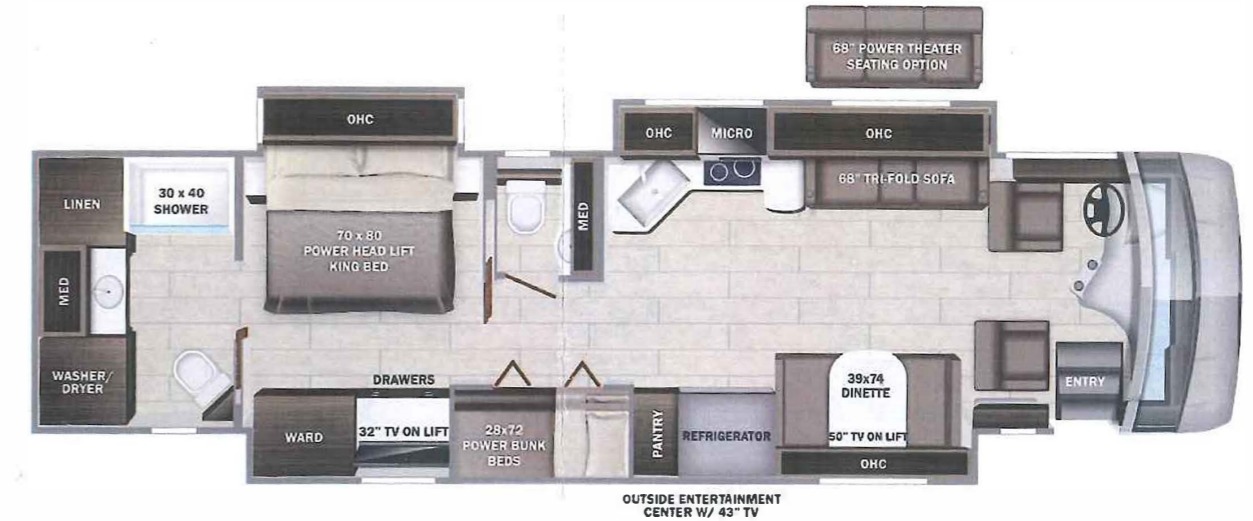 68" POWER THEATER
SEATING OPTION
OHC
OHC
MICRO
OHC
LINEN
30 x 40
SHOWER
68" TRI-FOLD SOFA
MED
70 x 80
POWER HEAD LIFT
KING BED
MED
WASHER/
DRYER
DRAWERS
39x74
DINETTE
ENTRY
WARD
32" TV ON LIFT
28x72
POWER BUNK
BEDS
PANTRY
REFRIGERATOR
50" TV ON LIFT
OHC
OUTSIDE ENTERTAINMENT
CENTER W/ 43" TV